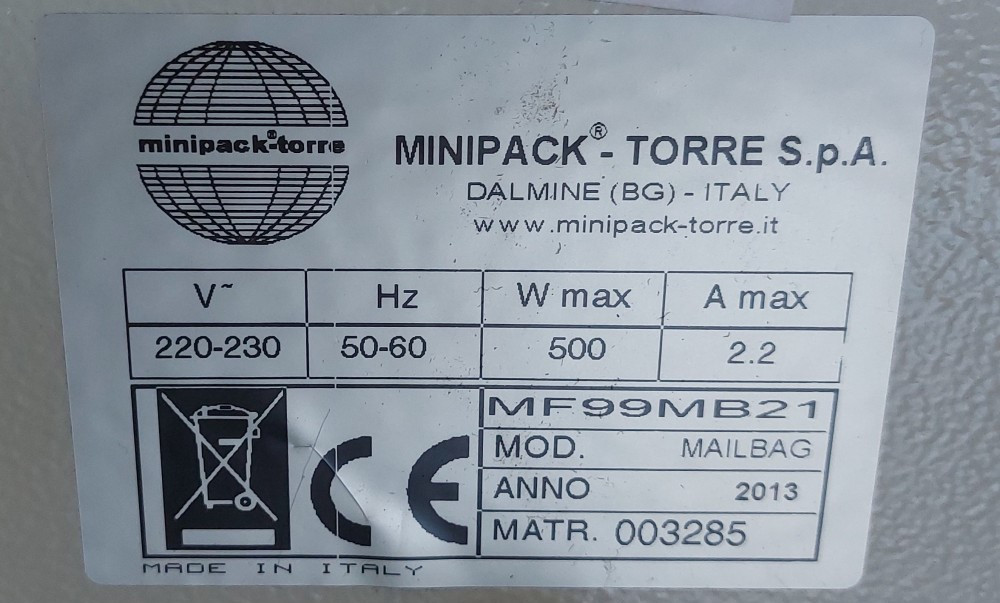 minipack®-torre
MINIPACK® - TORRE S.p.A.
DALMINE (BG) - ITALY
www.minipack-torre.it
V~ Hz W max A max
220-230 50-60 500 2.2
MF99MB21
MOD. MAILBAG
ANNO 2013
MATR. 003285
CE
MADE IN ITALY